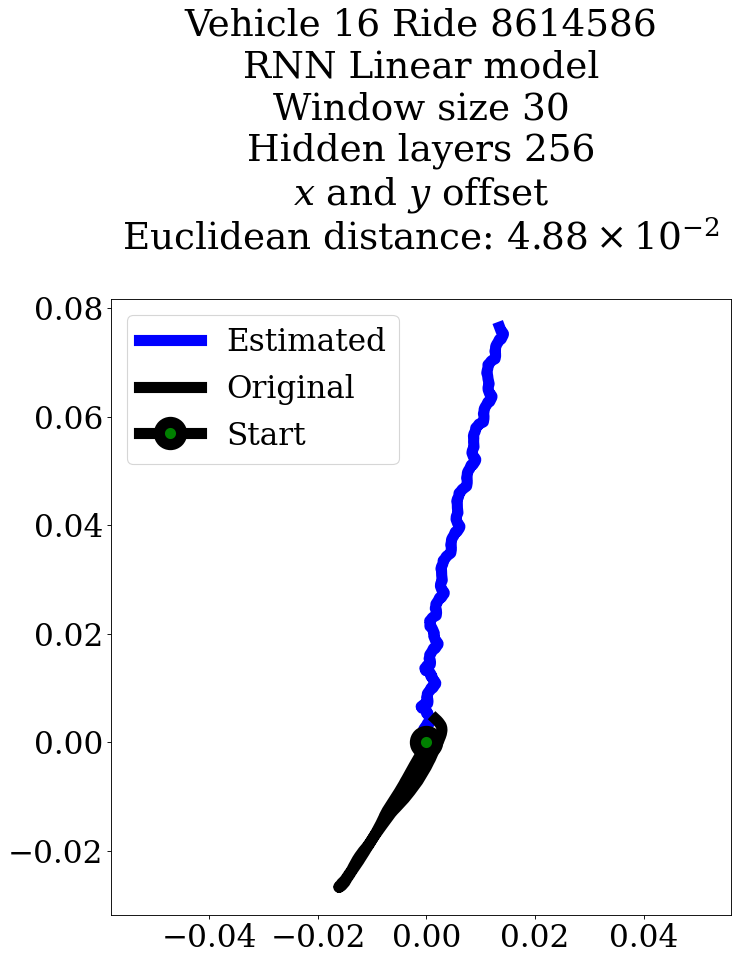 Vehicle 16 Ride 8614586
RNN Linear model
Window size 30
Hidden layers 256
x and y offset
Euclidean distance: 4.88 × 10⁻²
Estimated
Original
Start
0.08
0.06
0.04
0.02
0.00
−0.02
−0.04 −0.02 0.00 0.02 0.04